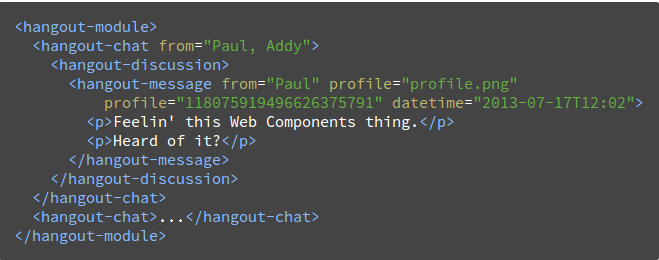 <hangout-module>
  <hangout-chat from="Paul, Addy">
    <hangout-discussion>
      <hangout-message from="Paul" profile="profile.png"
          profile="118075919496626375791" datetime="2013-07-17T12:02">
        <p>Feelin' this Web Components thing.</p>
        <p>Heard of it?</p>
      </hangout-message>
    </hangout-discussion>
  </hangout-chat>
  <hangout-chat>...</hangout-chat>
</hangout-module>